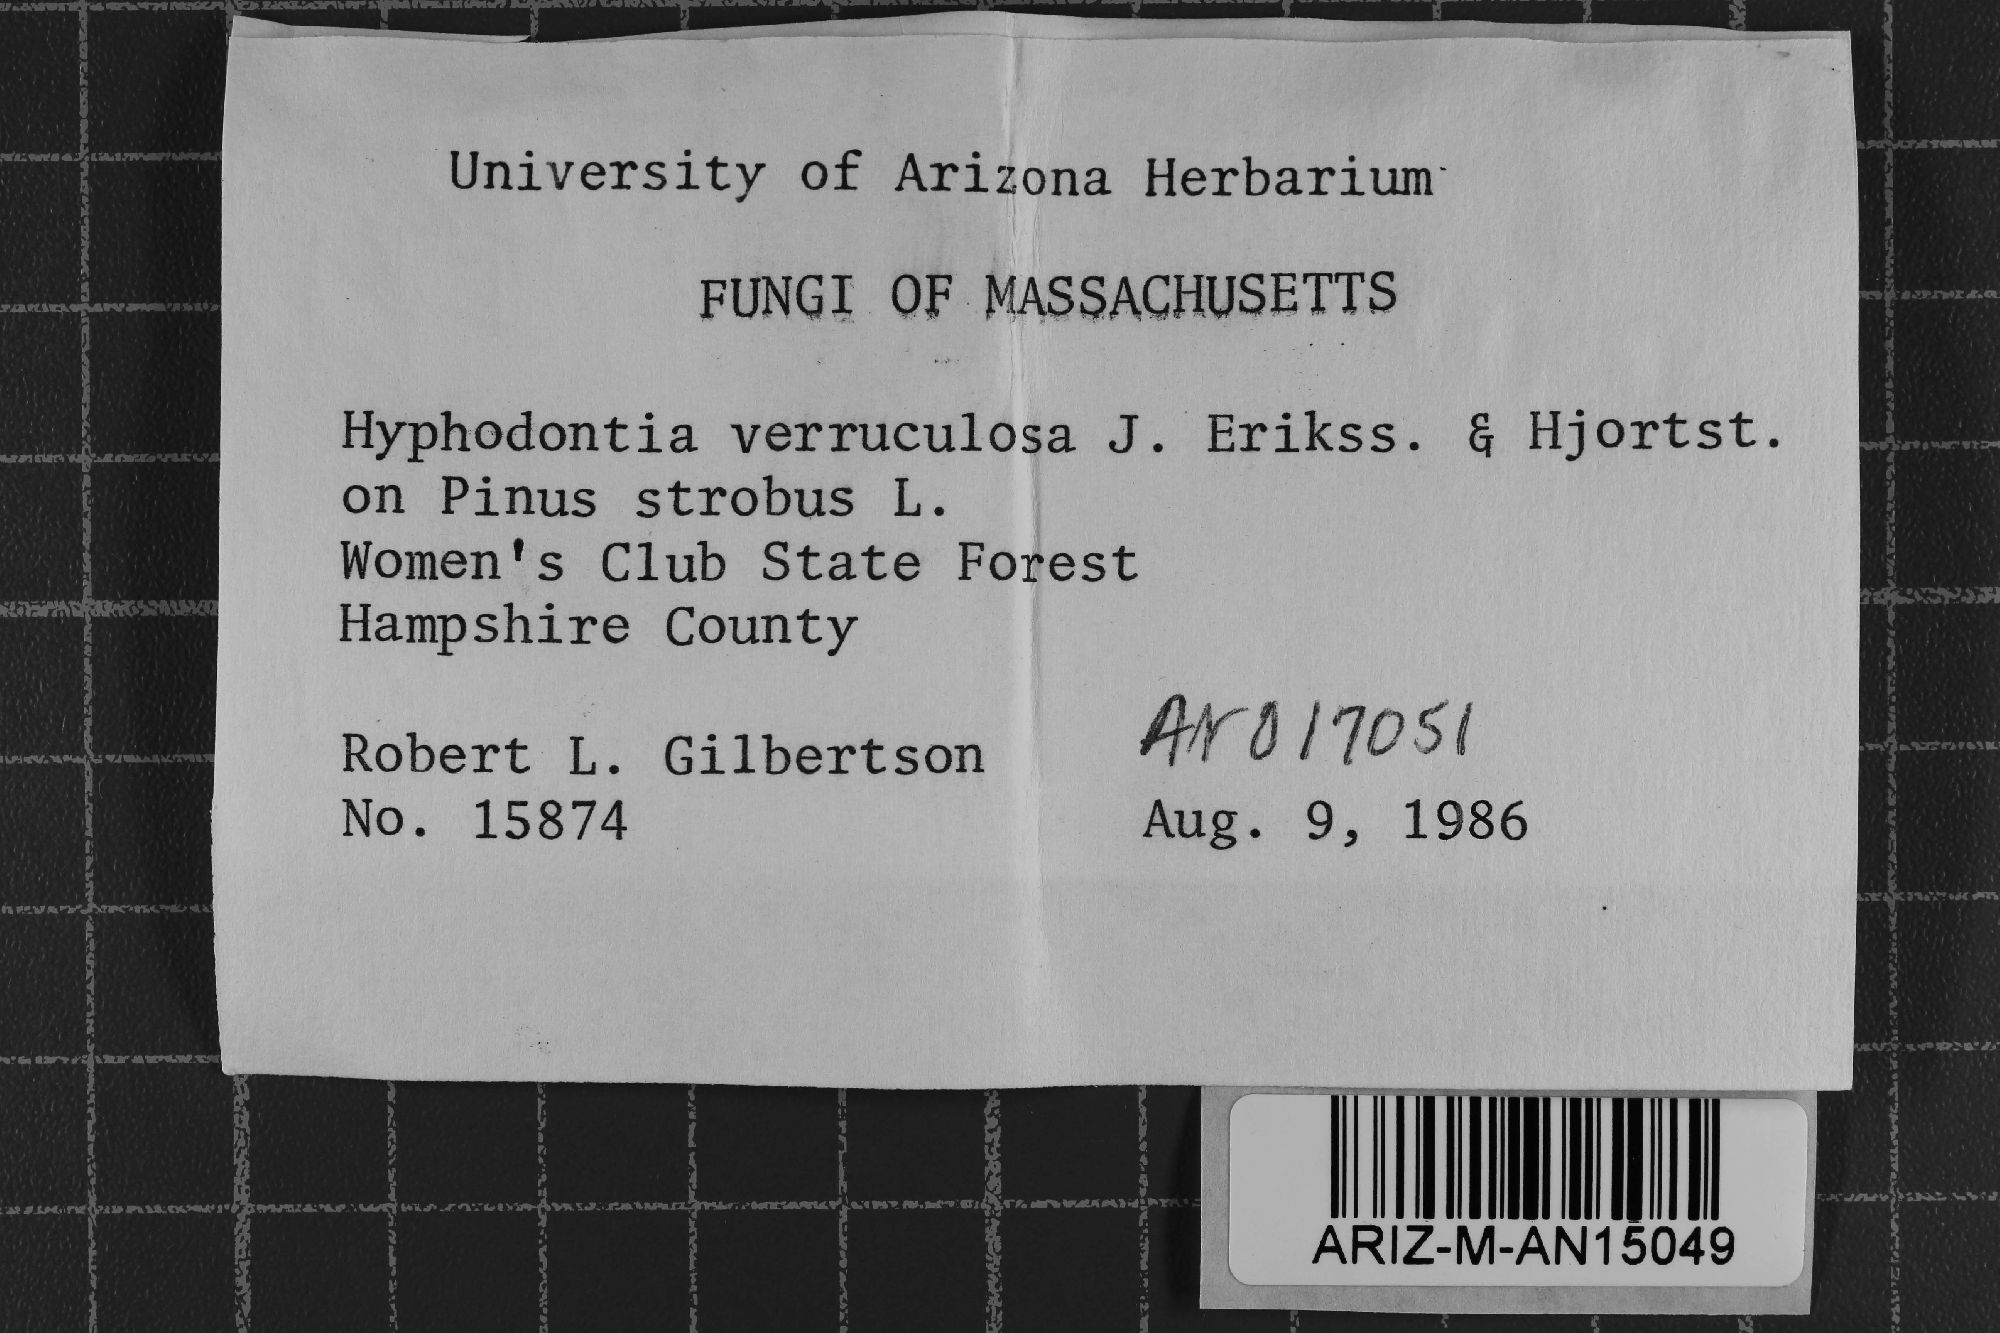 University of Arizona Herbarium
FUNGI OF MASSACHUSETTS
Hyphodontia verruculosa J. Erikss. & Hjortst.
on Pinus strobus L.
Women's Club State Forest
Hampshire County
Robert L. Gilbertson
AN017051
No. 15874
Aug. 9, 1986
ARIZ-M-AN15049